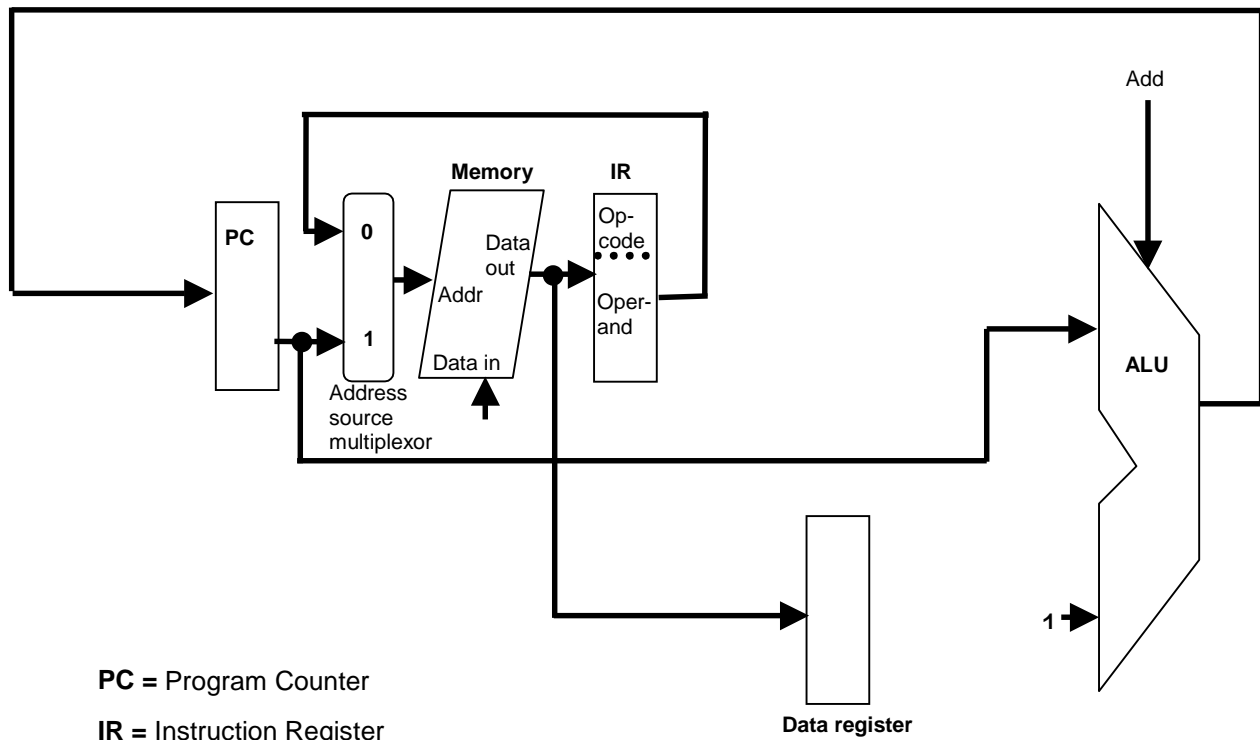 Add
Memory
IR
PC
0
1
Data
out
Addr
Data in
Op-
code
Oper-
and
Address
source
multiplexor
ALU
1
PC = Program Counter
IR = Instruction Register
Data register